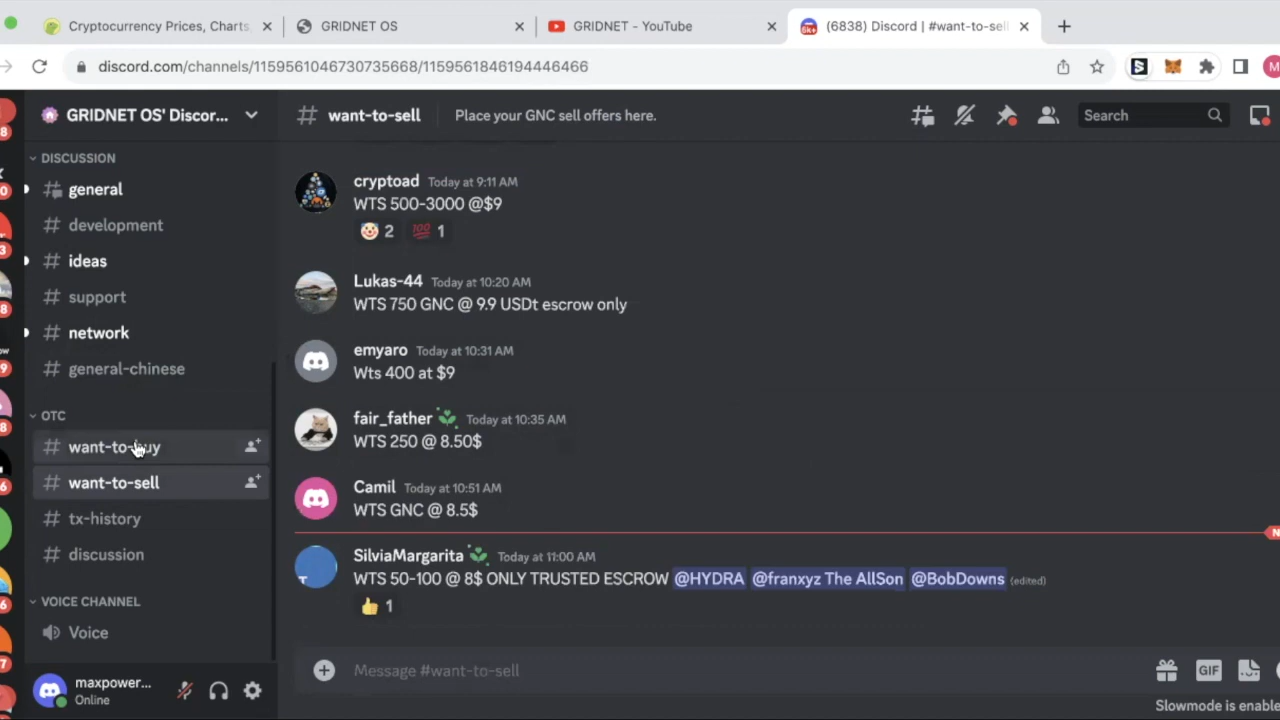 Cryptocurrency Prices, Charts
GRIDNET OS
GRIDNET - YouTube
(6838) Discord | #want-to-sel
discord.com/channels/1159561046730735668/1159561846194446466
GRIDNET OS' Discor...
# want-to-sell
Place your GNC sell offers here.
Search
DISCUSSION
general
# development
# ideas
# support
# network
# general-chinese
OTC
# want-to-buy
# want-to-sell
# tx-history
# discussion
VOICE CHANNEL
Voice
maxpower...
Online
cryptoad Today at 9:11 AM
WTS 500-3000 @$9
2 100 1
Lukas-44 Today at 10:20 AM
WTS 750 GNC @ 9.9 USDt escrow only
emyaro Today at 10:31 AM
Wts 400 at $9
fair_father Today at 10:35 AM
WTS 250 @ 8.50$
Camil Today at 10:51 AM
WTS GNC @ 8.5$
SilviaMargarita Today at 11:00 AM
WTS 50-100 @ 8$ ONLY TRUSTED ESCROW @HYDRA @franxyz The AllSon @BobDowns (edited)
1
Message #want-to-sell
GIF
Slowmode is enable